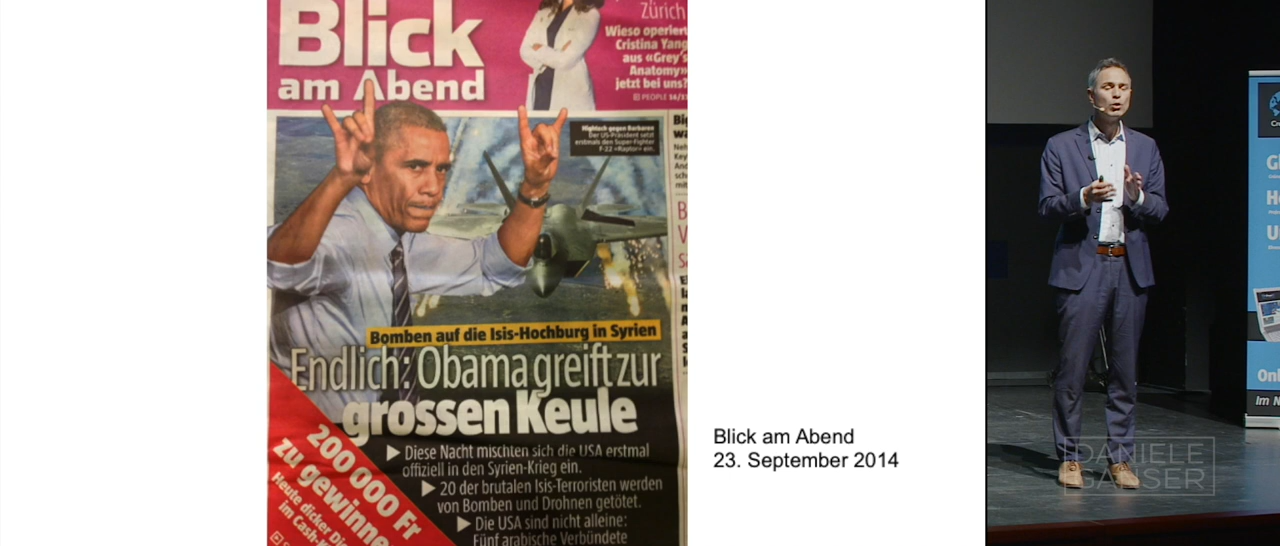 Blick
am Abend
Zürich
Wieso operiert
Cristina Yang
aus «Grey's
Anatomy»
jetzt bei uns?
PEOPLE
Hightech gegen Barbaren
Der US-Präsident setzt
erstmals den Super-Fighter
F-22 «Raptor» ein.
Bomben auf die Isis-Hochburg in Syrien
Endlich: Obama greift zur
grossen Keule
Diese Nacht mischten sich die USA erstmal
offiziell in den Syrien-Krieg ein.
20 der brutalen Isis-Terroristen werden
von Bomben und Drohnen getötet.
Die USA sind nicht alleine:
Fünf arabische Verbündete
200 000 Fr
zu gewinne
Heute dicker
im
Blick am Abend
23. September 2014
DANIELE
GANSER
Im N